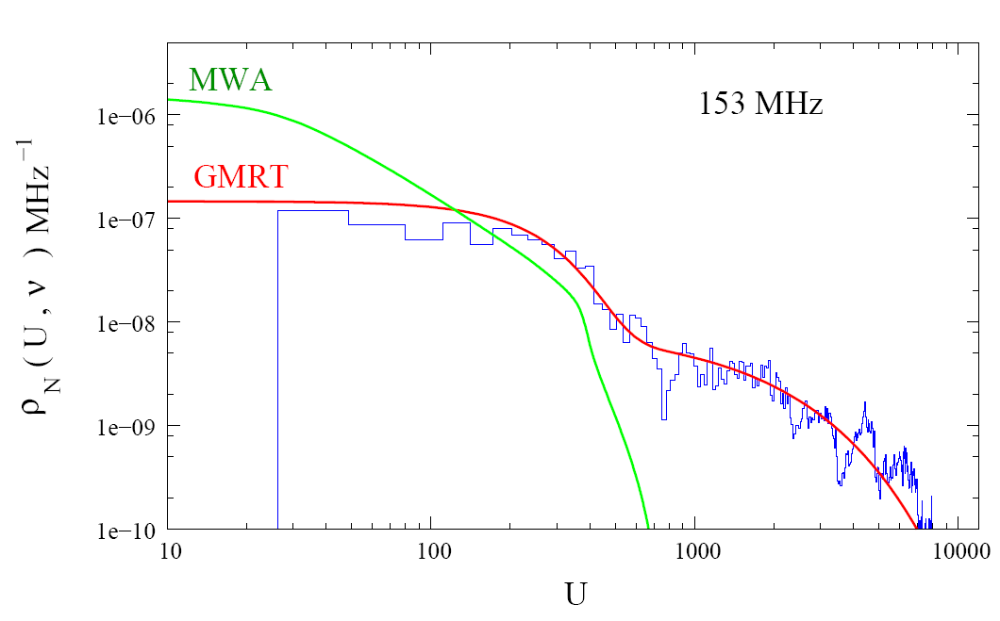 MWA
153 MHz
1e−06
GMRT
1e−07
1e−08
1e−09
1e−10
ρN ( U , ν ) MHz−1
10
100
1000
10000
U